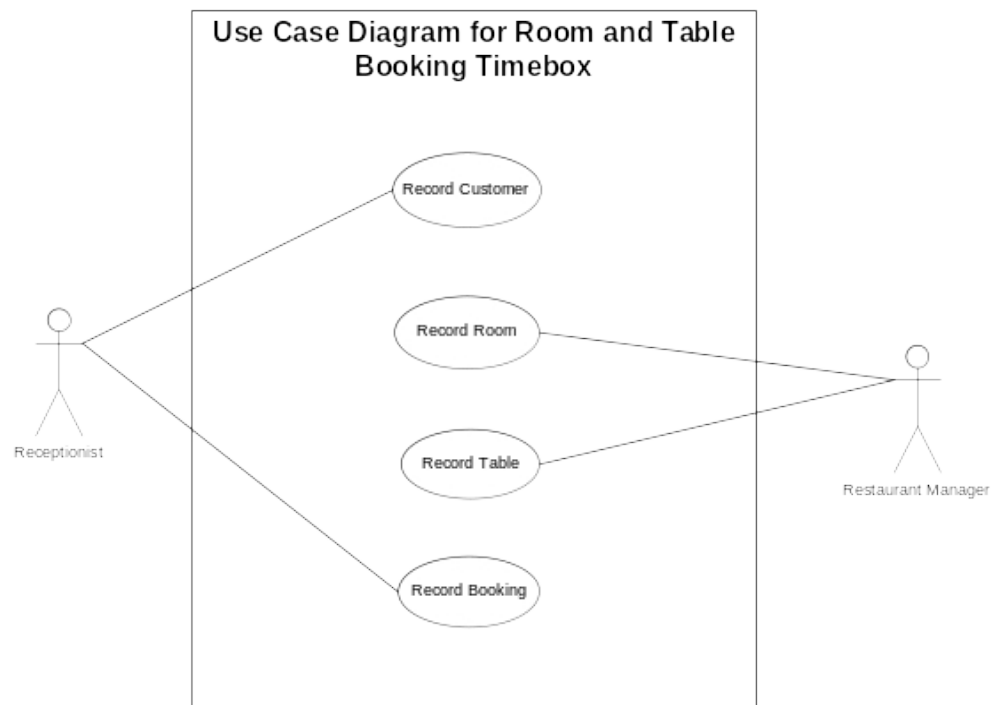 Use Case Diagram for Room and Table
Booking Timebox
Record Customer
Record Room
Record Table
Receptionist
Restaurant Manager
Record Booking